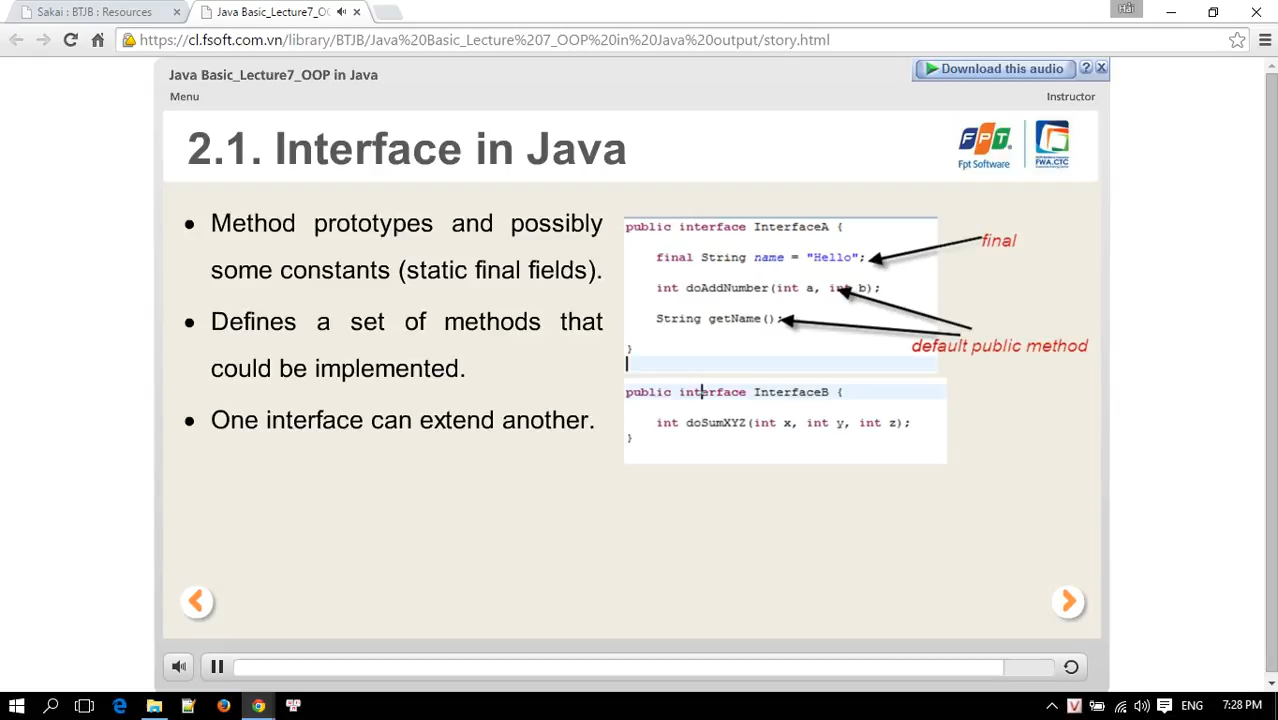 Sakai : BTJB : Resources
Java Basic_Lecture7_OO
Hải
https://cl.fsoft.com.vn/library/BTJB/Java%20Basic_Lecture%207_OOP%20in%20Java%20output/story.html
Java Basic_Lecture7_OOP in Java
Download this audio
?
X
Menu
Instructor
2.1. Interface in Java
FPT
Fpt Software
FWA.CTC
• Method prototypes and possibly
some constants (static final fields).
• Defines a set of methods that
could be implemented.
• One interface can extend another.
public interface InterfaceA {
final String name = "Hello";
int doAddNumber(int a, int b);
String getName();
}
final
default public method
public interface InterfaceB {
int doSumXYZ(int x, int y, int z);
}
ENG
7:28 PM